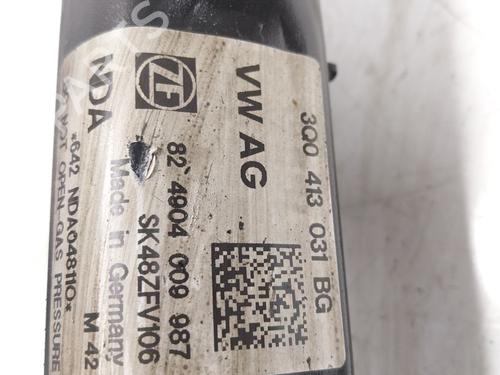 3Q0 413 031 BG
VW AG
ZF
82 4904 009 987
SK48ZFV106
NDA
Made in Germany
M 42
OPEN-GAS PRESSURE